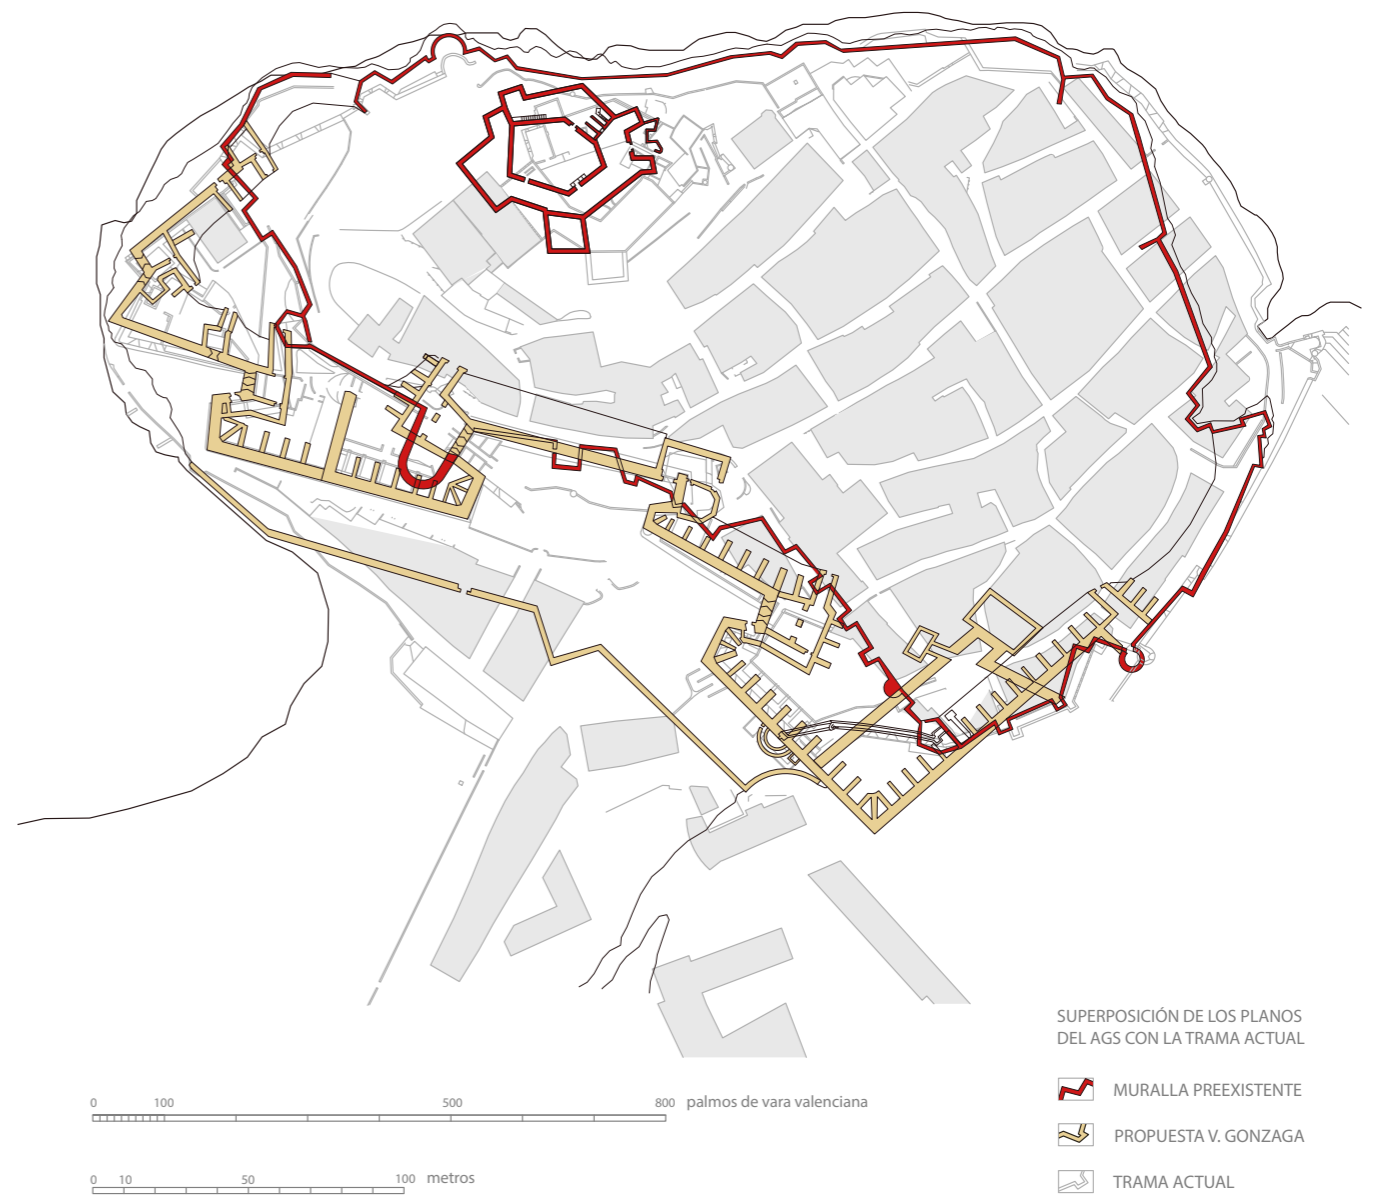 SUPERPOSICIÓN DE LOS PLANOS
DEL AGS CON LA TRAMA ACTUAL
MURALLA PREEXISTENTE
PROPUESTA V. GONZAGA
TRAMA ACTUAL
0 100 500 800 palmos de vara valenciana
0 10 50 100 metros